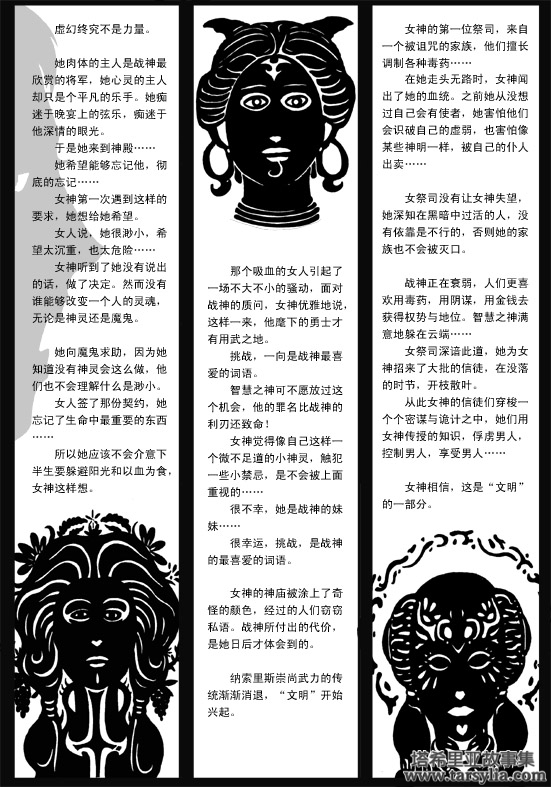 虚幻终究不是力量。
她肉体的主人是战神最
欣赏的将军，她心灵的主人
却只是个平凡的乐手。她痴
迷于晚宴上的弦乐，痴迷于
他深情的眼光。
于是她来到神殿……
她希望能够忘记他，彻
底的忘记……
女神第一次遇到这样的
要求，她想给她希望。
女人说，她很渺小，希
望太沉重，也太危险……
女神听到了她没有说出
的话，做了决定。然而没有
谁能够改变一个人的灵魂，
无论是神灵还是魔鬼。
她向魔鬼求助，因为她
知道没有神灵会这么做，他
们也不会理解什么是渺小。
女人签了那份契约，她
忘记了生命中最重要的东西
……
所以她应该不会介意下
半生要躲避阳光和以血为食，
女神这样想。
那个吸血的女人引起了
一场不大不小的骚动，面对
战神的质问，女神优雅地说，
这样一来，他麾下的勇士才
有用武之地。
挑战，一向是战神最喜
爱的词语。
智慧之神可不愿放过这
个机会，他的罪名比战神的
利刃还致命！
女神觉得像自己这样一
个微不足道的小神灵，触犯
一些小禁忌，是不会被上面
重视的……
很不幸，她是战神的妹
妹……
很幸运，挑战，是战神
的最喜爱的词语。
女神的神庙被涂上了奇
怪的颜色，经过的人们窃窃
私语。战神所付出的代价，
是她日后才体会到的。
纳索里斯崇尚武力的传
统渐渐消退，“文明”开始
兴起。
女神的第一位祭司，来自
一个被诅咒的家族，他们擅长
调制各种毒药……
在她走头无路时，女神闻
出了她的血统。之前她从没想
过自己会有使者，她害怕他们
会识破自己的虚弱，也害怕像
某些神明一样，被自己的仆人
出卖……
女祭司没有让女神失望，
她深知在黑暗中过活的人，没
有依靠是不行的，否则她的家
族也不会被灭口。
战神正在衰弱，人们更喜
欢用毒药，用阴谋，用金钱去
获得权势与地位。智慧之神满
意地躲在云端……
女祭司深谙此道，她为女
神招来了大批的信徒，在没落
的时节，开枝散叶。
从此女神的信徒们穿梭一
个个密谋与诡计之中，她们用
女神传授的知识，俘虏男人，
控制男人，享受男人……
女神相信，这是“文明”
的一部分。
塔希里亚故事集
www.tarsylia.com